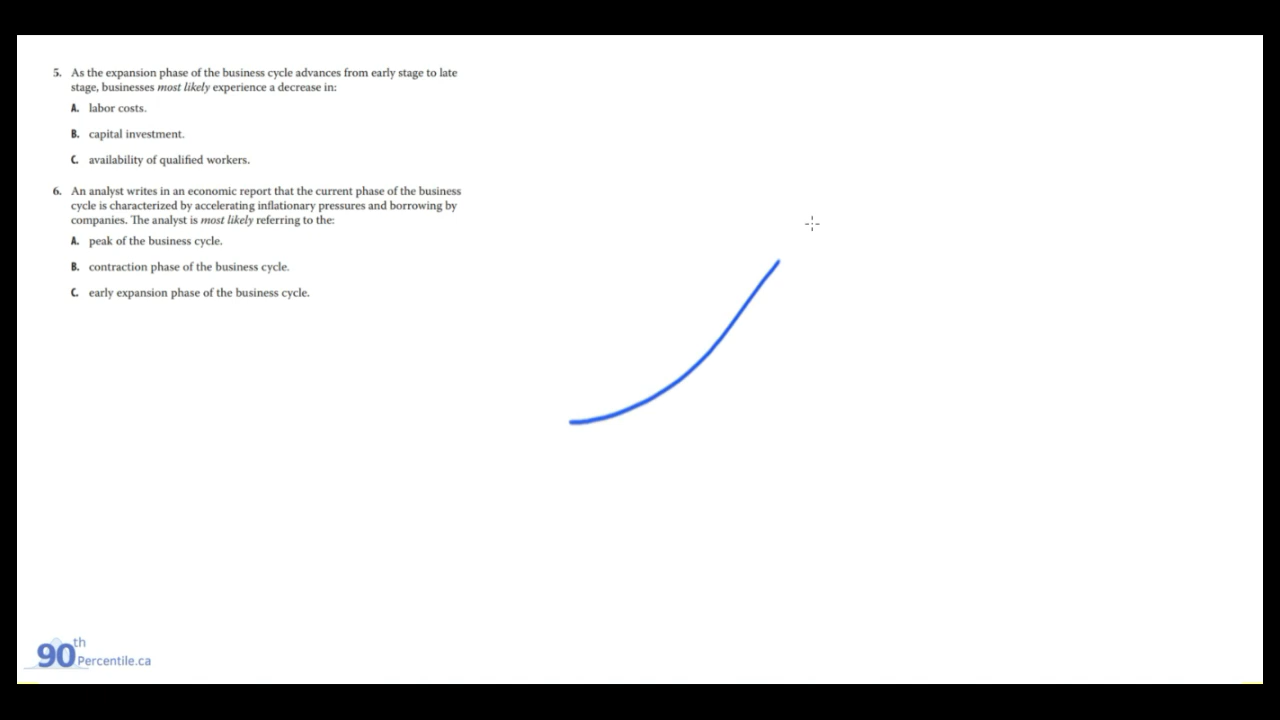 5. As the expansion phase of the business cycle advances from early stage to late
stage, businesses most likely experience a decrease in:
A. labor costs.
B. capital investment.
C. availability of qualified workers.
6. An analyst writes in an economic report that the current phase of the business
cycle is characterized by accelerating inflationary pressures and borrowing by
companies. The analyst is most likely referring to the:
A. peak of the business cycle.
B. contraction phase of the business cycle.
C. early expansion phase of the business cycle.
90th
Percentile.ca